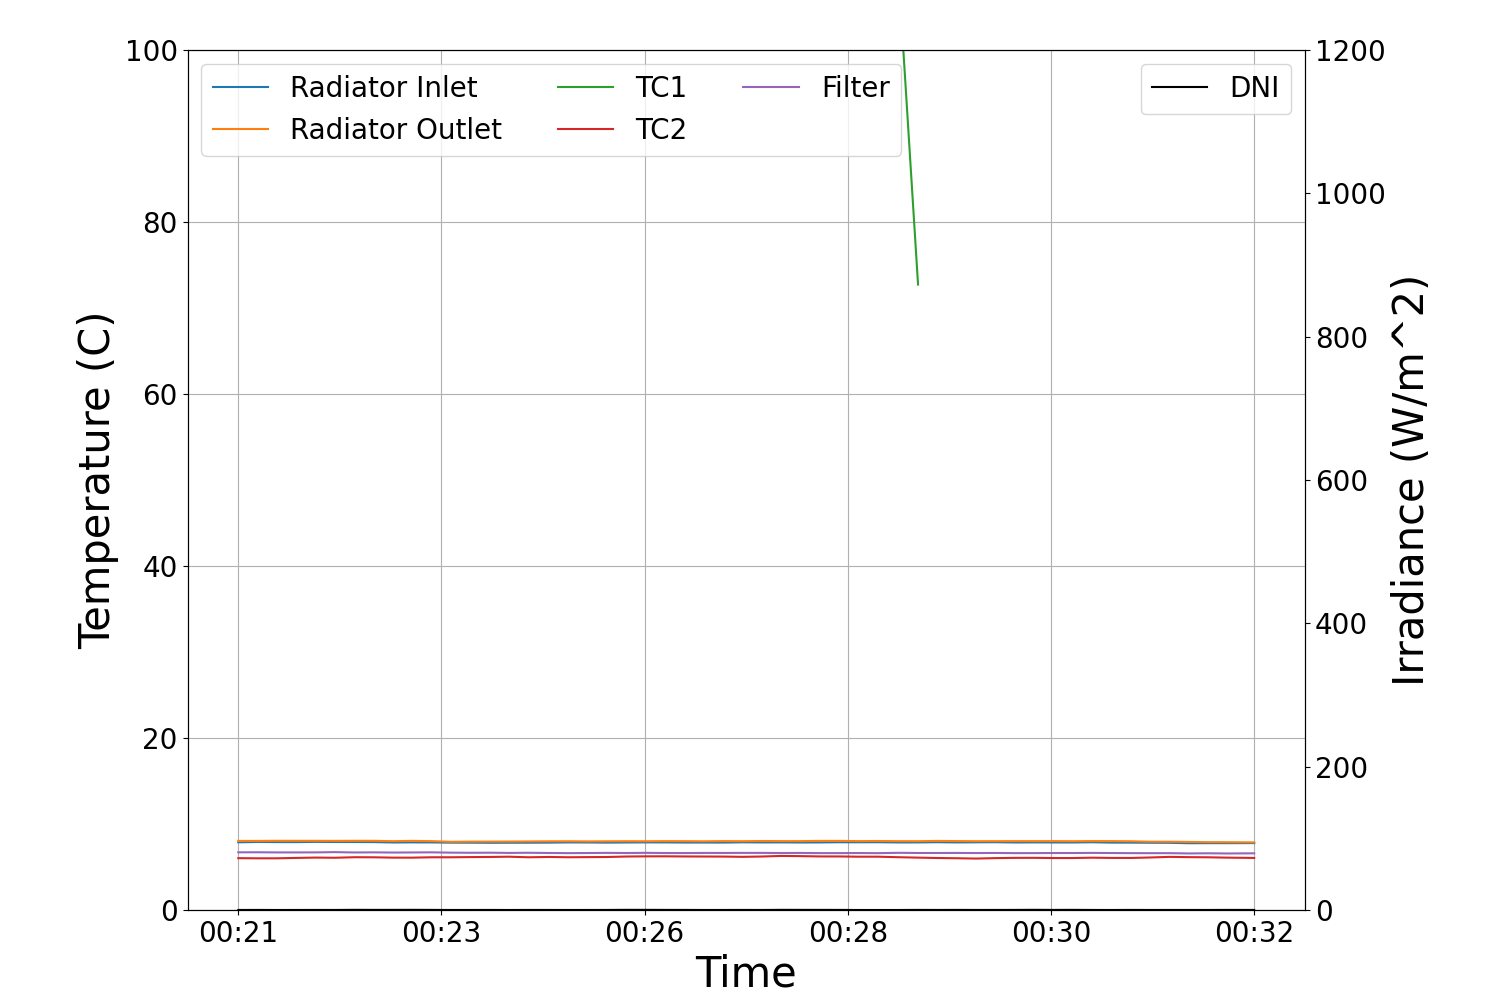 100
80
60
40
20
0
Temperature (C)
Radiator Inlet
Radiator Outlet
TC1
TC2
Filter
DNI
1200
1000
800
600
400
200
0
Irradiance (W/m^2)
00:21 00:23 00:26 00:28 00:30 00:32
Time